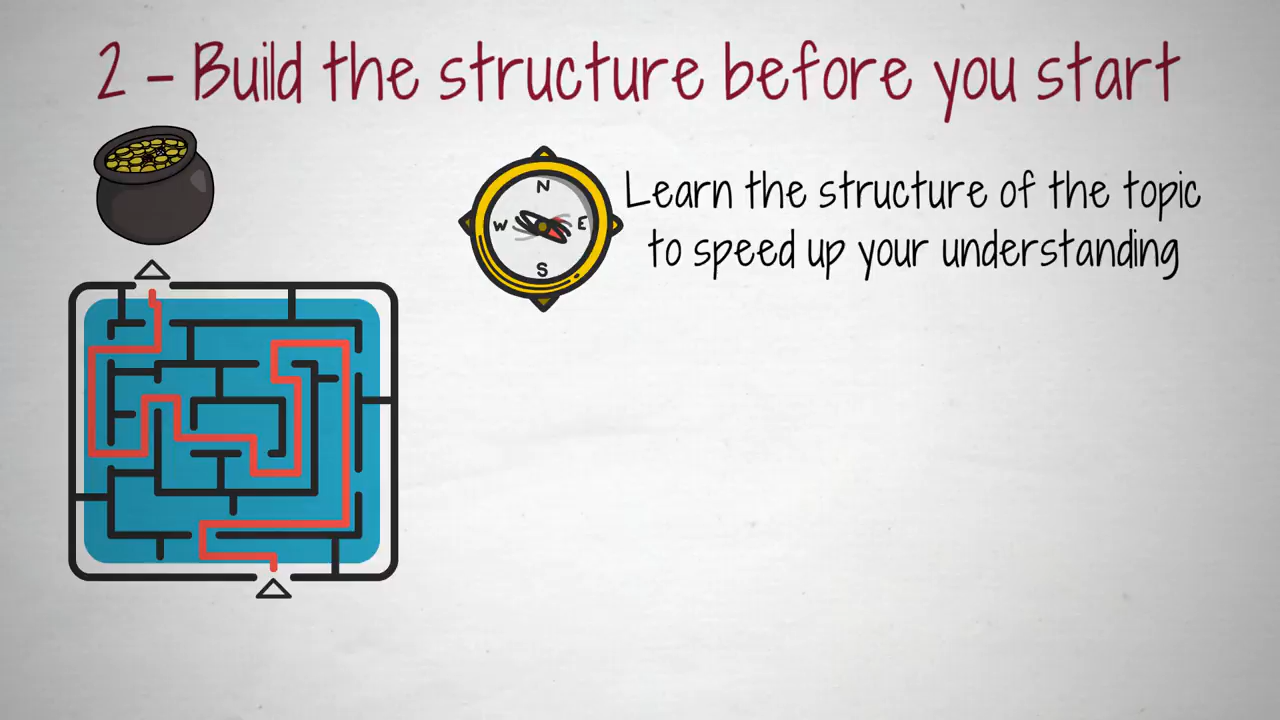 2 - Build the structure before you start
N
W E
S
Learn the structure of the topic
to speed up your understanding